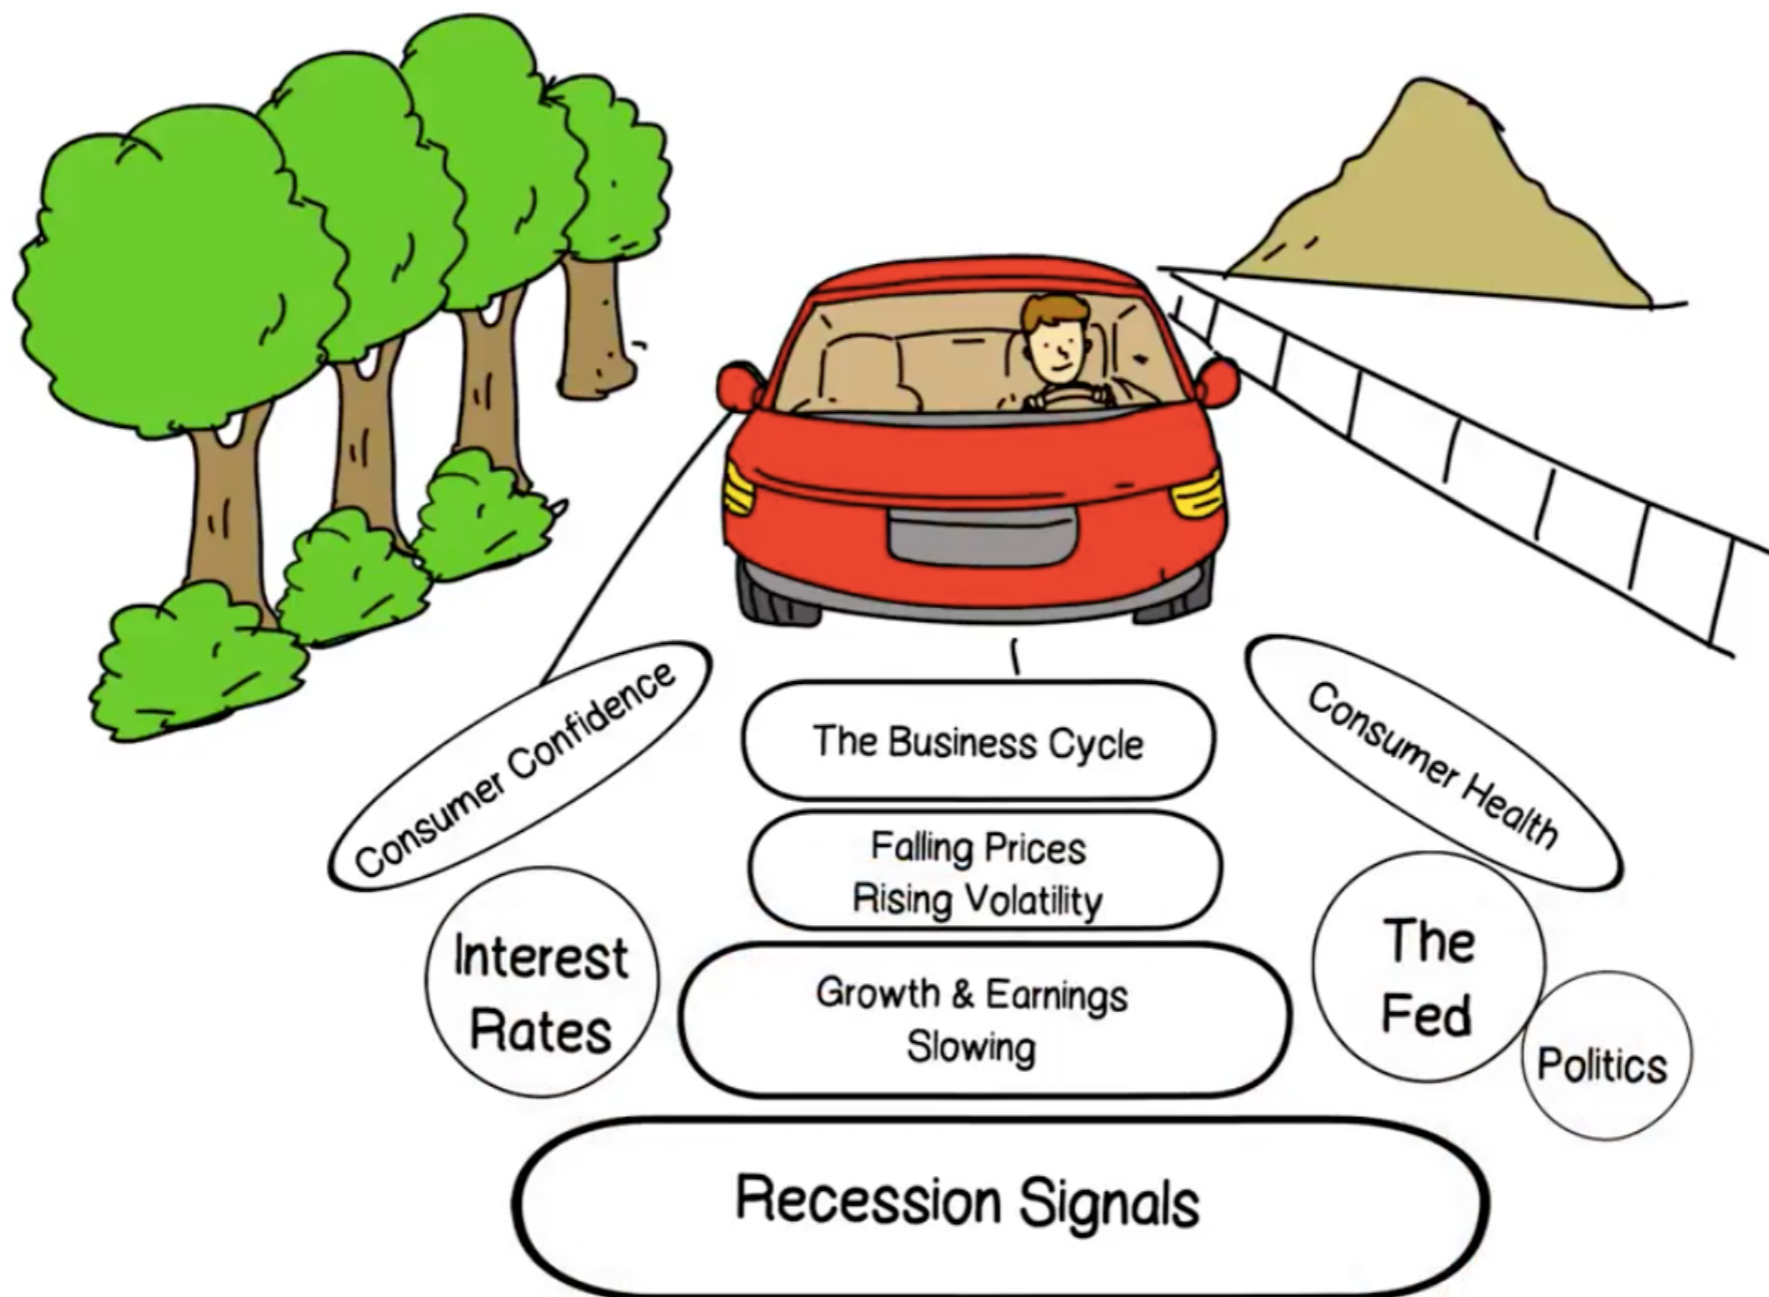 Consumer Confidence
The Business Cycle
Consumer Health
Falling Prices
Rising Volatility
Interest
Rates
Growth & Earnings
Slowing
The
Fed
Politics
Recession Signals